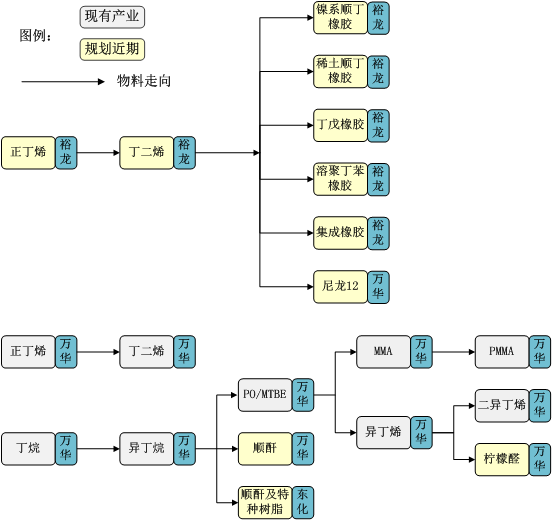 图例：
现有产业
规划近期
物料走向
正丁烯
裕
龙
丁二烯
裕
龙
镍系顺丁
橡胶
裕
龙
稀土顺丁
橡胶
裕
龙
丁戊橡胶
裕
龙
溶聚丁苯
橡胶
裕
龙
集成橡胶
裕
龙
尼龙12
万
华
正丁烯
万
华
丁二烯
万
华
丁烷
万
华
异丁烷
万
华
PO/MTBE
万
华
顺酐
万
华
顺酐及特
种树脂
东
化
MMA
万
华
PMMA
万
华
异丁烯
万
华
二异丁烯
万
华
柠檬醛
万
华